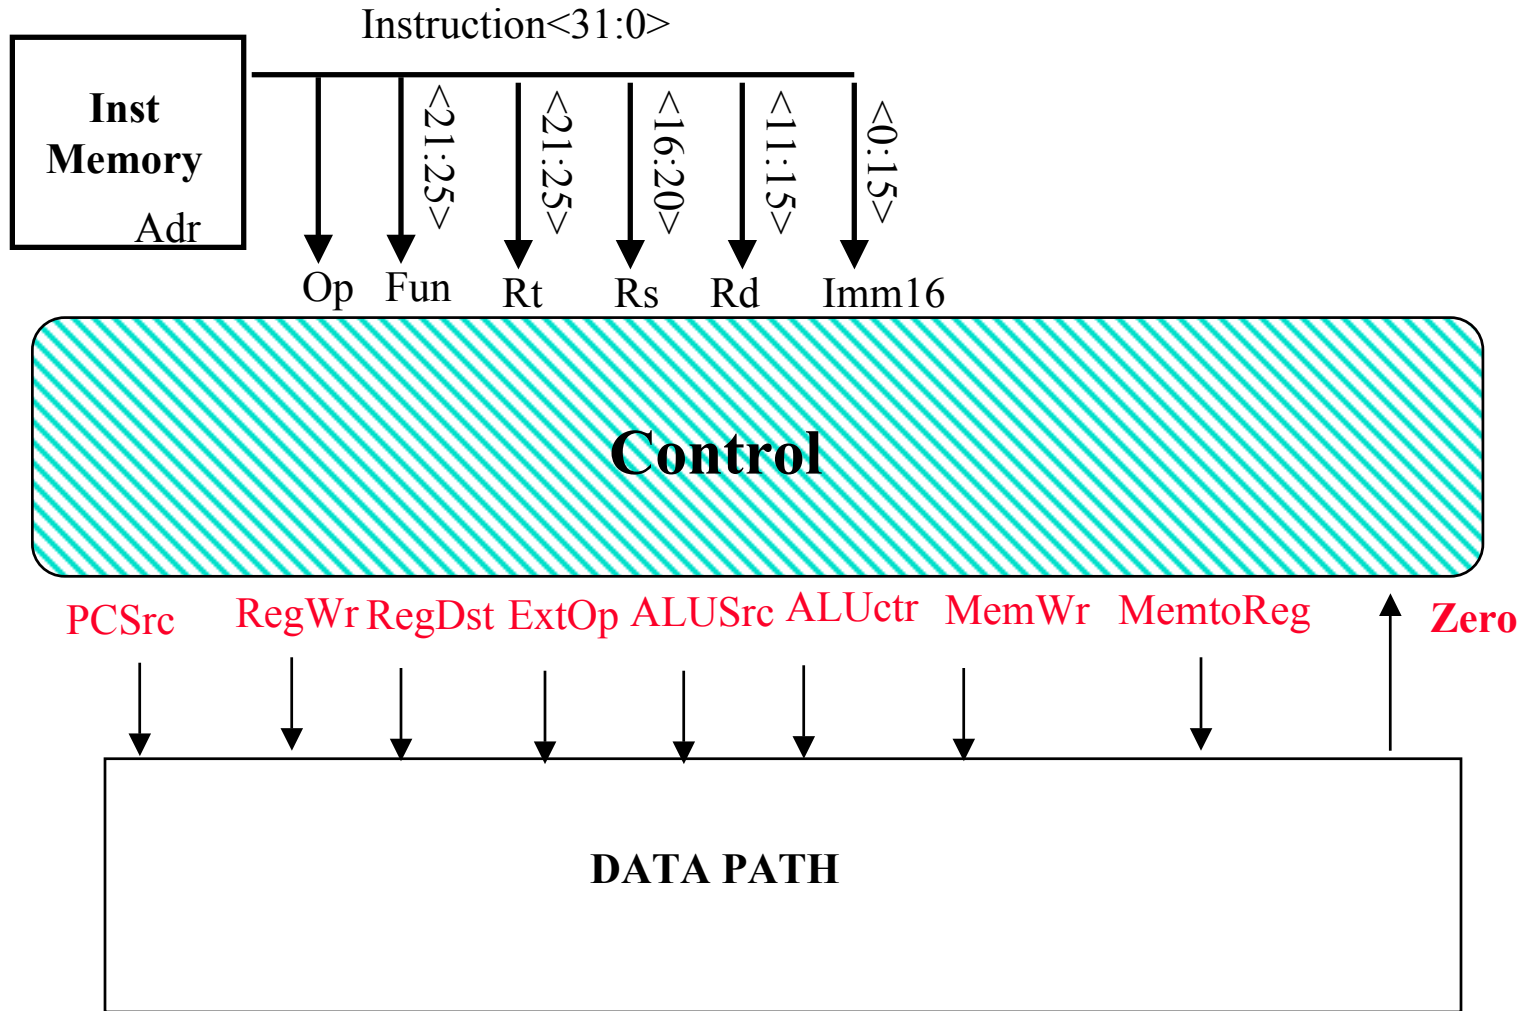 Instruction<31:0>
Inst
Memory
Adr
<21:25>
<21:25>
<16:20>
<11:15>
<0:15>
Op
Fun
Rt
Rs
Rd
Imm16
Control
PCSrc
RegWr
RegDst
ExtOp
ALUSrc
ALUctr
MemWr
MemtoReg
Zero
DATA PATH